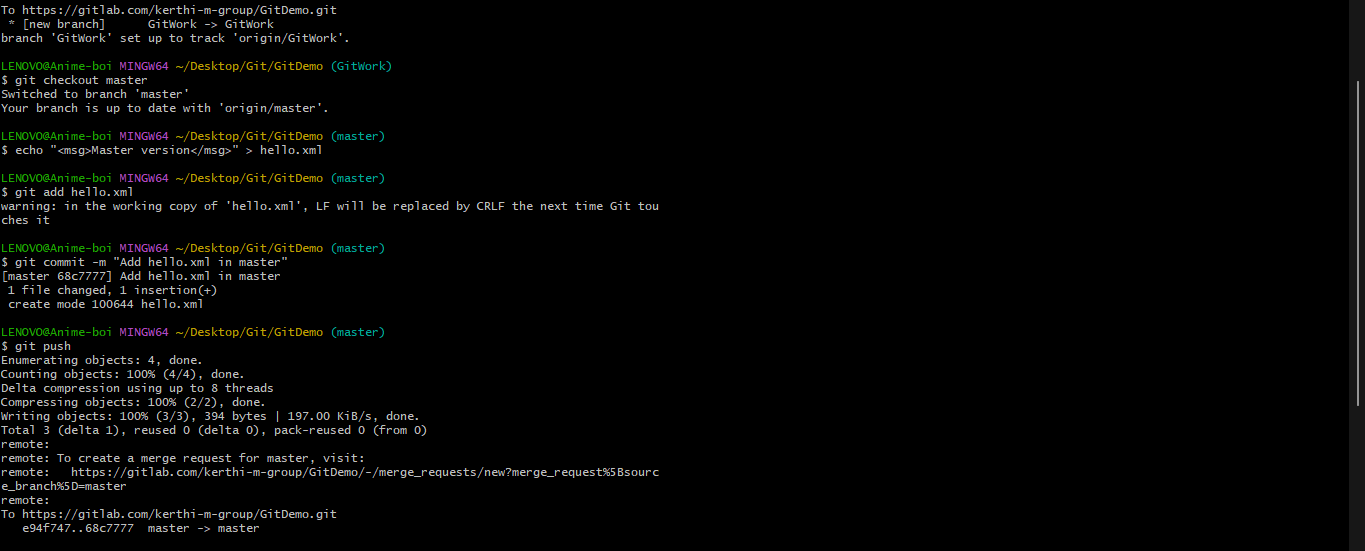 To https://gitlab.com/kerthi-m-group/GitDemo.git
 * [new branch]      GitWork -> GitWork
branch 'GitWork' set up to track 'origin/GitWork'.

LENOVO@Anime-boi MINGW64 ~/Desktop/Git/GitDemo (GitWork)
$ git checkout master
Switched to branch 'master'
Your branch is up to date with 'origin/master'.

LENOVO@Anime-boi MINGW64 ~/Desktop/Git/GitDemo (master)
$ echo "<msg>Master version</msg>" > hello.xml

LENOVO@Anime-boi MINGW64 ~/Desktop/Git/GitDemo (master)
$ git add hello.xml
warning: in the working copy of 'hello.xml', LF will be replaced by CRLF the next time Git tou
ches it

LENOVO@Anime-boi MINGW64 ~/Desktop/Git/GitDemo (master)
$ git commit -m "Add hello.xml in master"
[master 68c7777] Add hello.xml in master
 1 file changed, 1 insertion(+)
 create mode 100644 hello.xml

LENOVO@Anime-boi MINGW64 ~/Desktop/Git/GitDemo (master)
$ git push
Enumerating objects: 4, done.
Counting objects: 100% (4/4), done.
Delta compression using up to 8 threads
Compressing objects: 100% (2/2), done.
Writing objects: 100% (3/3), 394 bytes | 197.00 KiB/s, done.
Total 3 (delta 1), reused 0 (delta 0), pack-reused 0 (from 0)
remote:
remote: To create a merge request for master, visit:
remote:   https://gitlab.com/kerthi-m-group/GitDemo/-/merge_requests/new?merge_request%5Bsourc
e_branch%5D=master
remote:
To https://gitlab.com/kerthi-m-group/GitDemo.git
   e94f747..68c7777  master -> master